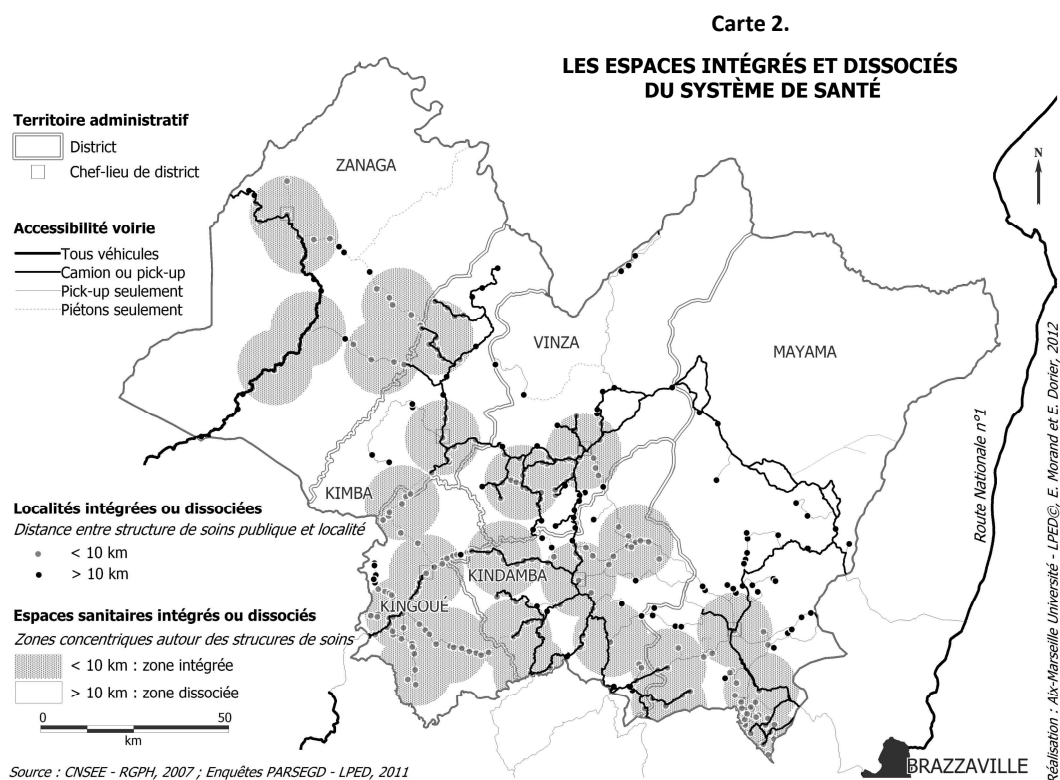 Carte 2.
LES ESPACES INTÉGRÉS ET DISSOCIÉS
DU SYSTÈME DE SANTÉ
Territoire administratif
District
Chef-lieu de district
Accessibilité voirie
Tous véhicules
Camion ou pick-up
Pick-up seulement
Piétons seulement
Localités intégrées ou dissociées
Distance entre structure de soins publique et localité
< 10 km
> 10 km
Espaces sanitaires intégrés ou dissociés
Zones concentriques autour des strucures de soins
< 10 km : zone intégrée
> 10 km : zone dissociée
0 50
km
Source : CNSEE - RGPH, 2007 ; Enquêtes PARSEGD - LPED, 2011
ZANAGA
VINZA
MAYAMA
KIMBA
KINDAMBA
KINGOUÉ
N
Route Nationale n°1
BRAZZAVILLE
Réalisation : Aix-Marseille Université - LPED©, E. Morand et E. Dorier, 2012